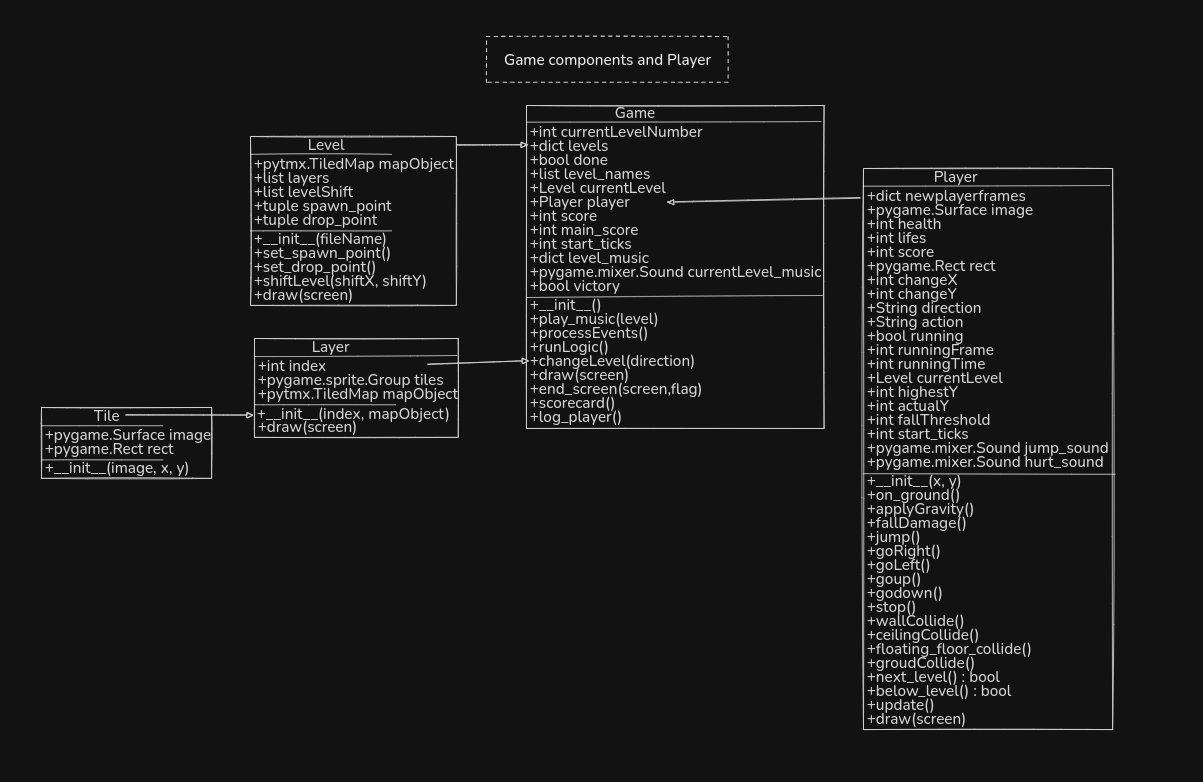 Game components and Player
Game
+int currentLevelNumber
+dict levels
+bool done
+list level_names
+Level currentLevel
+Player player
+int score
+int main_score
+int start_ticks
+dict level_music
+pygame.mixer.Sound currentLevel_music
+bool victory
+__init__()
+play_music(level)
+processEvents()
+runLogic()
+changeLevel(direction)
+draw(screen)
+end_screen(screen,flag)
+scorecard()
+log_player()
Level
+pytmx.TiledMap mapObject
+list layers
+list levelShift
+tuple spawn_point
+tuple drop_point
+__init__(fileName)
+set_spawn_point()
+set_drop_point()
+shiftLevel(shiftX, shiftY)
+draw(screen)
Layer
+int index
+pygame.sprite.Group tiles
+pytmx.TiledMap mapObject
+__init__(index, mapObject)
+draw(screen)
Tile
+pygame.Surface image
+pygame.Rect rect
+__init__(image, x, y)
Player
+dict newplayerframes
+pygame.Surface image
+int health
+int lifes
+int score
+pygame.Rect rect
+int changeX
+int changeY
+String direction
+String action
+bool running
+int runningFrame
+int runningTime
+Level currentLevel
+int highestY
+int actualY
+int fallThreshold
+int start_ticks
+pygame.mixer.Sound jump_sound
+pygame.mixer.Sound hurt_sound
+__init__(x, y)
+on_ground()
+applyGravity()
+fallDamage()
+jump()
+goRight()
+goLeft()
+goup()
+godown()
+stop()
+wallCollide()
+ceilingCollide()
+floating_floor_collide()
+groudCollide()
+next_level() : bool
+below_level() : bool
+update()
+draw(screen)